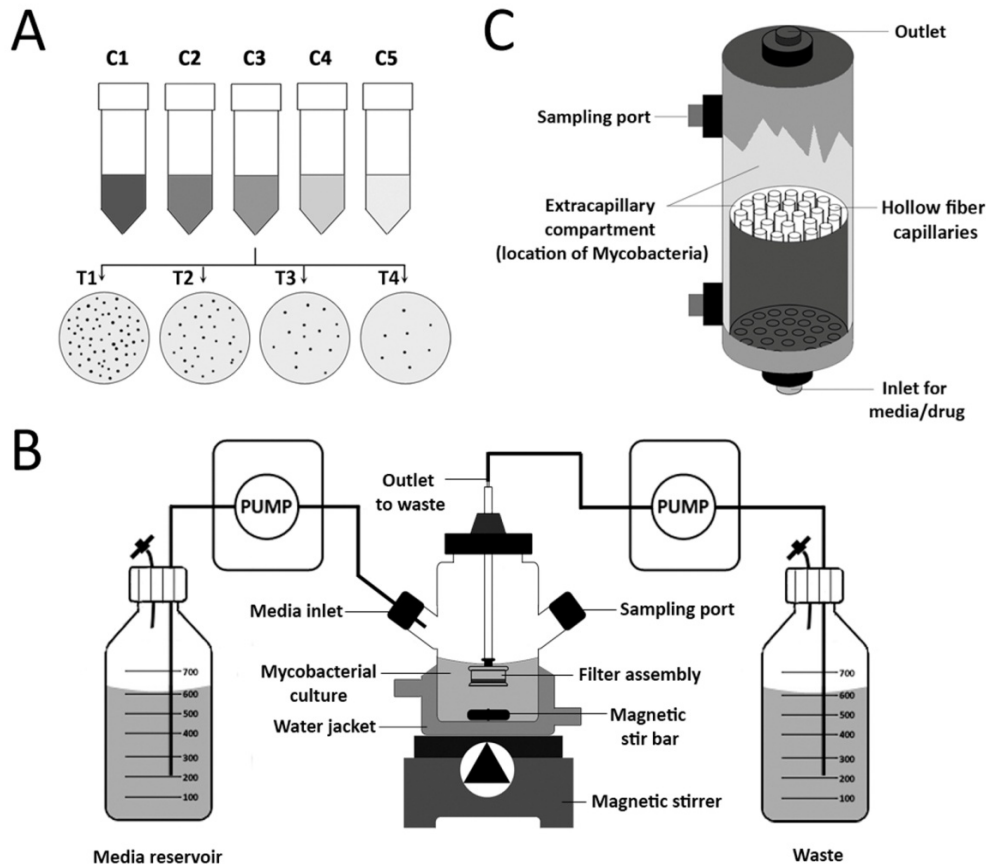 A
C1 C2 C3 C4 C5
T1 T2 T3 T4
C
Outlet
Sampling port
Extracapillary
compartment
(location of Mycobacteria)
Hollow fiber
capillaries
Inlet for
media/drug
B
PUMP
Outlet
to waste
PUMP
Media inlet
Sampling port
Mycobacterial
culture
Filter assembly
Water jacket
Magnetic
stir bar
Magnetic stirrer
700
600
500
400
300
200
100
Media reservoir
700
600
500
400
300
200
100
Waste